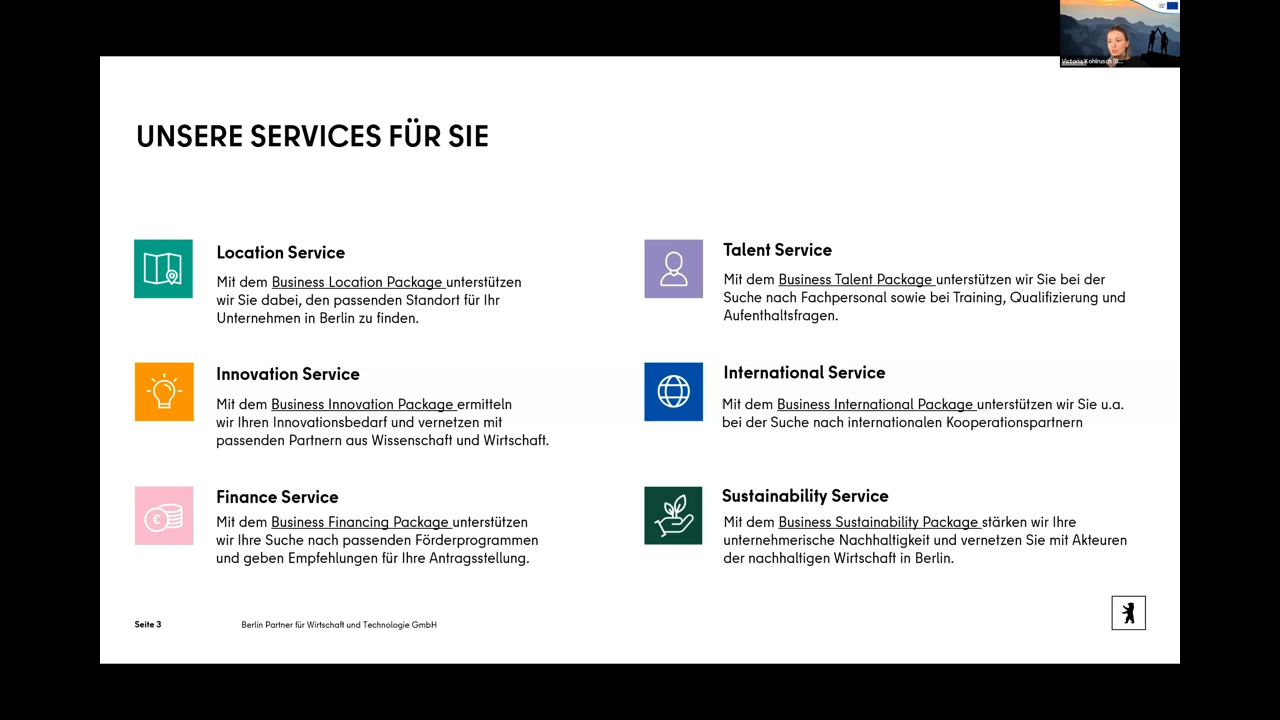 UNSERE SERVICES FÜR SIE
Location Service
Mit dem Business Location Package unterstützen
wir Sie dabei, den passenden Standort für Ihr
Unternehmen in Berlin zu finden.
Innovation Service
Mit dem Business Innovation Package ermitteln
wir Ihren Innovationsbedarf und vernetzen mit
passenden Partnern aus Wissenschaft und Wirtschaft.
Finance Service
Mit dem Business Financing Package unterstützen
wir Ihre Suche nach passenden Förderprogrammen
und geben Empfehlungen für Ihre Antragsstellung.
Talent Service
Mit dem Business Talent Package unterstützen wir Sie bei der
Suche nach Fachpersonal sowie bei Training, Qualifizierung und
Aufenthaltsfragen.
International Service
Mit dem Business International Package unterstützen wir Sie u.a.
bei der Suche nach internationalen Kooperationspartnern
Sustainability Service
Mit dem Business Sustainability Package stärken wir Ihre
unternehmerische Nachhaltigkeit und vernetzen Sie mit Akteuren
der nachhaltigen Wirtschaft in Berlin.
Seite 3
Berlin Partner für Wirtschaft und Technologie GmbH
Victoria Kohlrusch